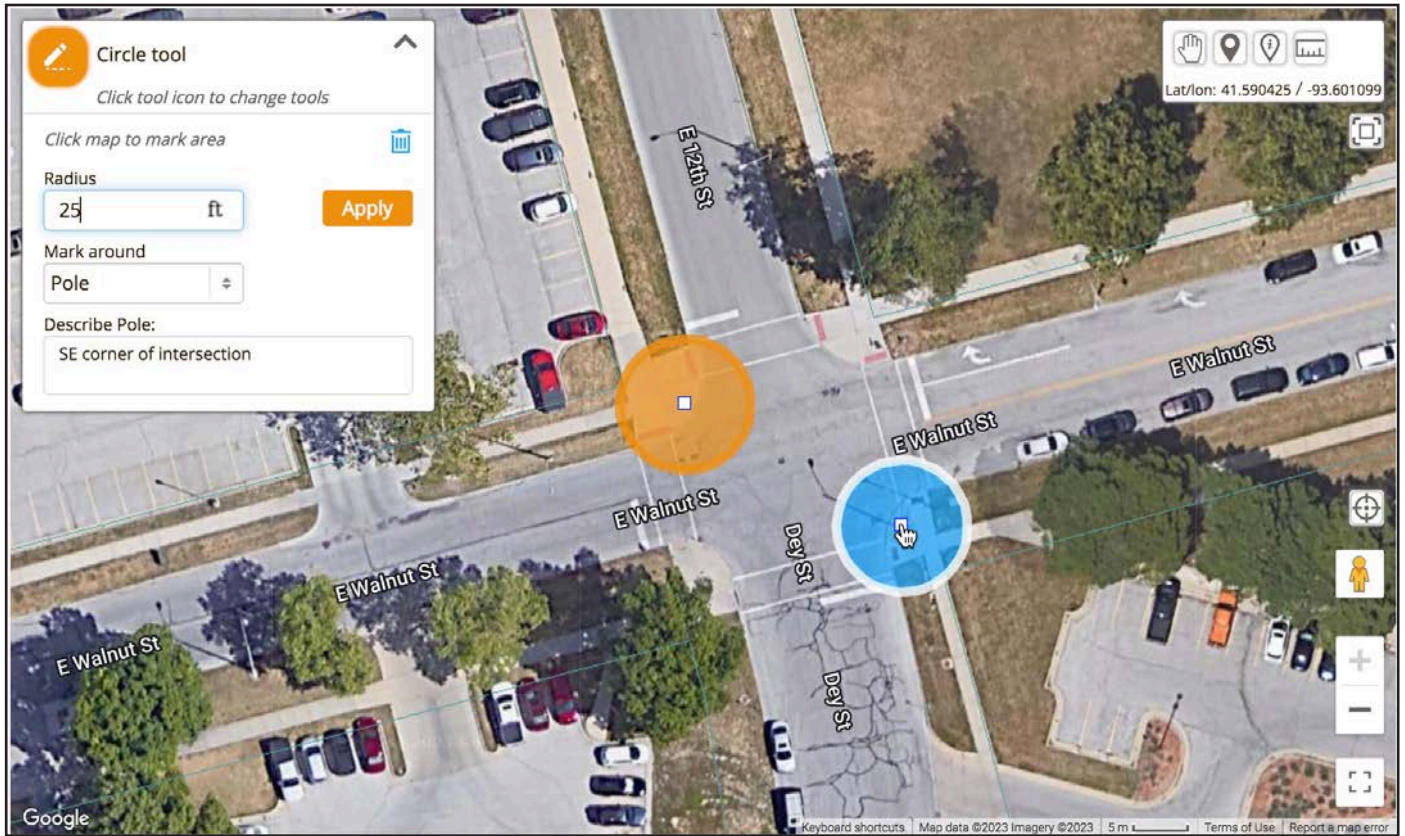 Circle tool
Click tool icon to change tools
Click map to mark area
Radius
25 ft
Apply
Mark around
Pole
Describe Pole:
SE corner of intersection
Lat/lon: 41.590425 / -93.601099
E 12th St
E Walnut St
E Walnut St
E Walnut St
Dey St
E Walnut St
E Walnut St
Dey St
Google
Keyboard shortcuts Map data ©2023 Imagery ©2023 5 m Terms of Use Report a map error